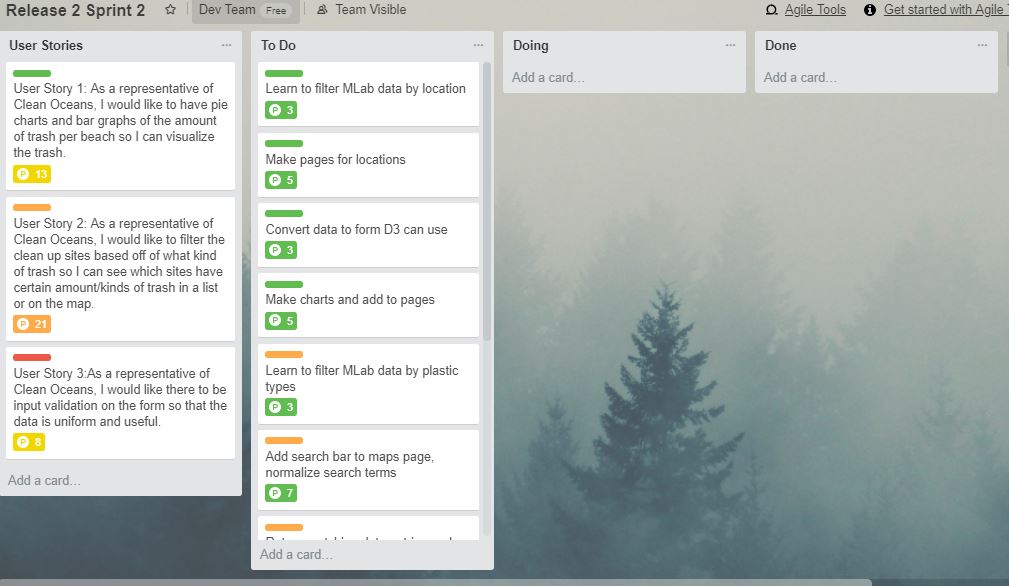 Release 2 Sprint 2
Dev Team Free
Team Visible
Agile Tools
Get started with Agile
User Stories
User Story 1: As a representative of
Clean Oceans, I would like to have pie
charts and bar graphs of the amount
of trash per beach so I can visualize
the trash.
P 13
User Story 2: As a representative of
Clean Oceans, I would like to filter the
clean up sites based off of what kind
of trash so I can see which sites have
certain amount/kinds of trash in a list
or on the map.
P 21
User Story 3:As a representative of
Clean Oceans, I would like there to be
input validation on the form so that the
data is uniform and useful.
P 8
Add a card…
To Do
Learn to filter MLab data by location
P 3
Make pages for locations
P 5
Convert data to form D3 can use
P 3
Make charts and add to pages
P 5
Learn to filter MLab data by plastic
types
P 3
Add search bar to maps page,
normalize search terms
P 7
Add a card…
Doing
Add a card…
Done
Add a card…